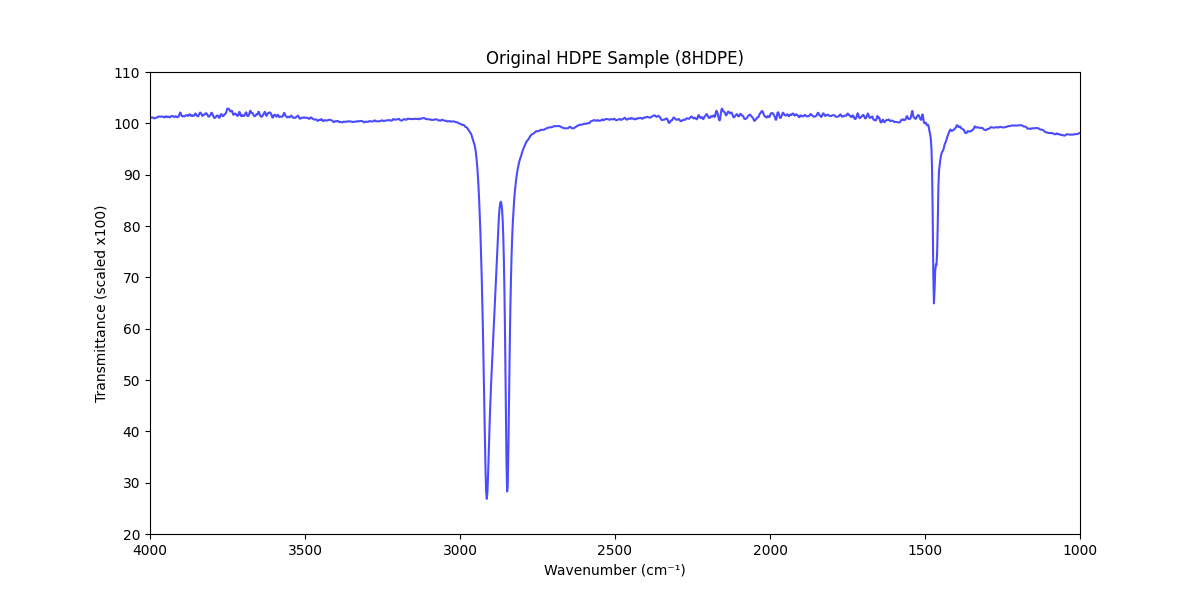 Original HDPE Sample (8HDPE)
110
100
90
80
70
60
50
40
30
20
Transmittance (scaled x100)
4000 3500 3000 2500 2000 1500 1000
Wavenumber (cm⁻¹)